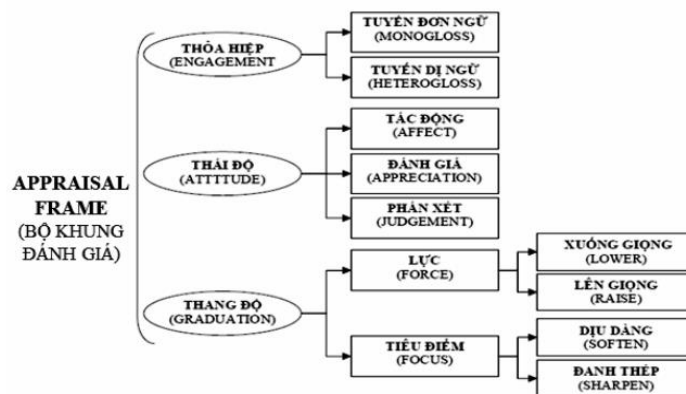 APPRAISAL
FRAME
(BỘ KHUNG
ĐÁNH GIÁ)
THỎA HIỆP
(ENGAGEMENT
TUYẾN ĐƠN NGỮ
(MONOGLOSS)
TUYẾN DỊ NGỮ
(HETEROGLOSS)
THÁI ĐỘ
(ATTTTUDE)
TÁC ĐỘNG
(AFFECT)
ĐÁNH GIÁ
(APPRECIATION)
PHÁN XÉT
(JUDGEMENT)
THANG ĐỘ
(GRADUATION)
LỰC
(FORCE)
XUỐNG GIỌNG
(LOWER)
LÊN GIỌNG
(RAISE)
TIÊU ĐIỂM
(FOCUS)
DỊU DÀNG
(SOFTEN)
ĐANH THÉP
(SHARPEN)